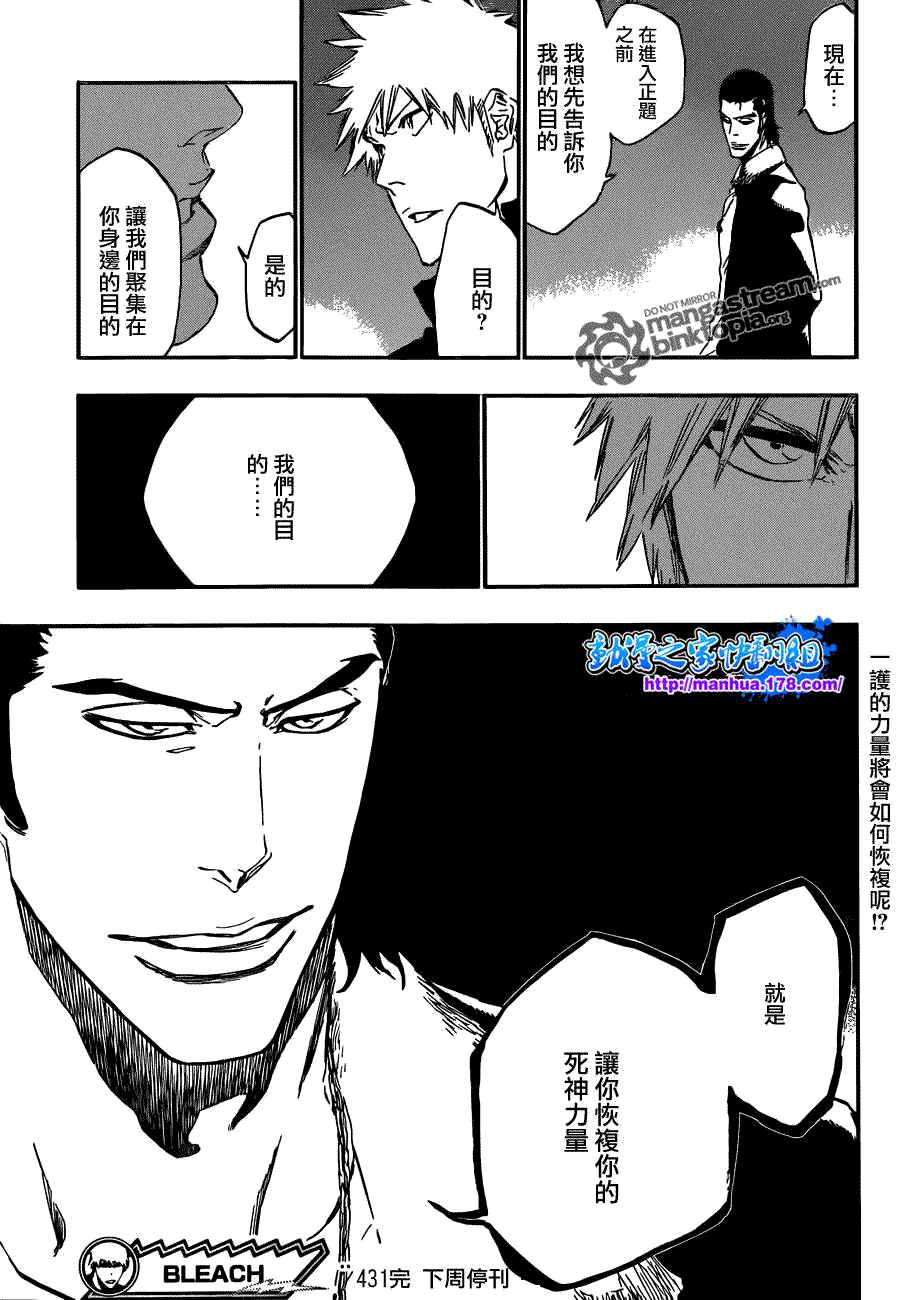 現在…
在進入正題
之前
我想先告訴你
我們的目的
目的?
是的
讓我們聚集在
你身邊的目的
DO NOT MIRROR
mangastream.com
binktopia.org
我們的目
的……
動漫之家快翻組
http://manhua.178.com/
一護的力量將會如何恢複呢!?
就是
讓你恢複你的
死神力量
BLEACH
431完 下周停刊